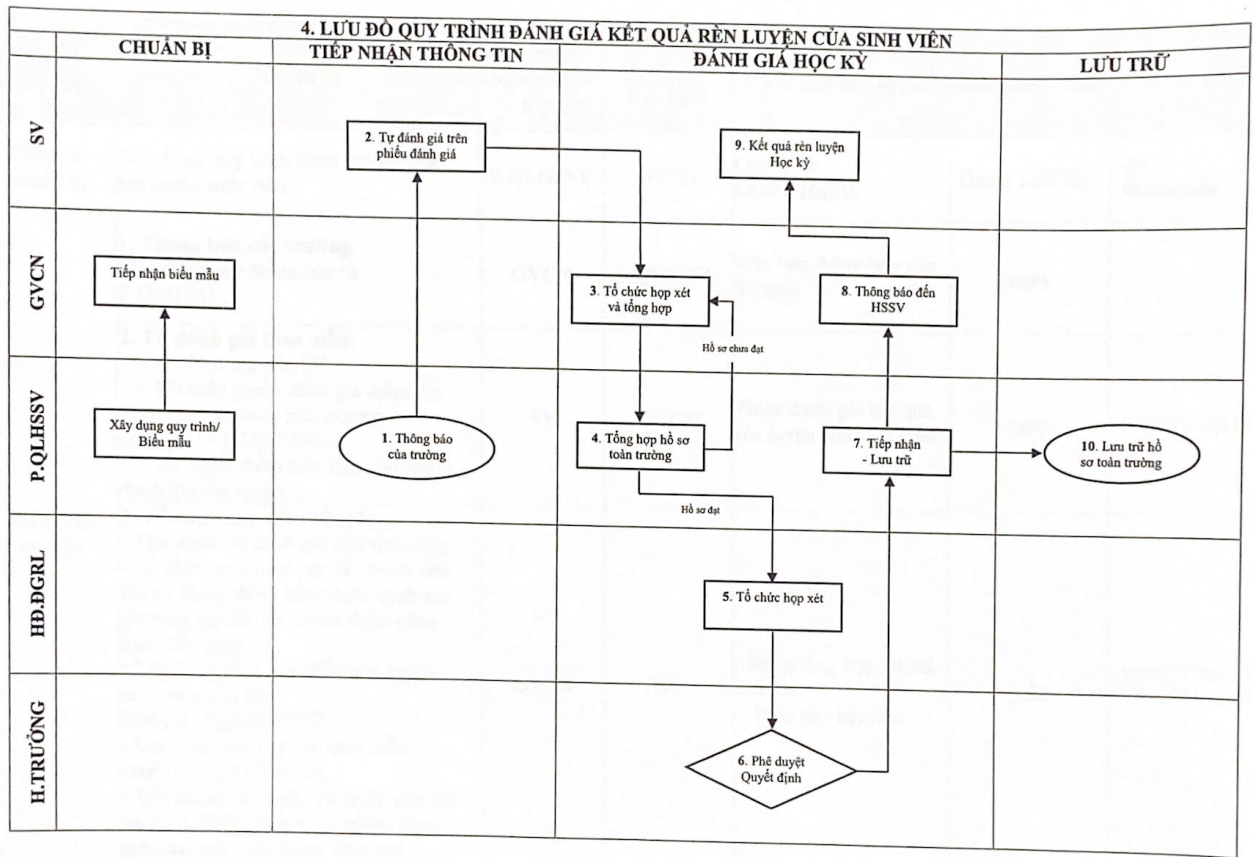 4. LƯU ĐỒ QUY TRÌNH ĐÁNH GIÁ KẾT QUẢ RÈN LUYỆN CỦA SINH VIÊN
CHUẨN BỊ
TIẾP NHẬN THÔNG TIN
ĐÁNH GIÁ HỌC KỲ
LƯU TRỮ
SV
2. Tự đánh giá trên
phiếu đánh giá
9. Kết quả rèn luyện
Học kỳ
GVCN
Tiếp nhận biểu mẫu
3. Tổ chức họp xét
và tổng hợp
8. Thông báo đến
HSSV
Hồ sơ chưa đạt
P.QLHSSV
Xây dựng quy trình/
Biểu mẫu
1. Thông báo
của trường
4. Tổng hợp hồ sơ
toàn trường
7. Tiếp nhận
- Lưu trữ
10. Lưu trữ hồ
sơ toàn trường
Hồ sơ đạt
HĐ.ĐGRL
5. Tổ chức họp xét
H.TRƯỞNG
6. Phê duyệt
Quyết định